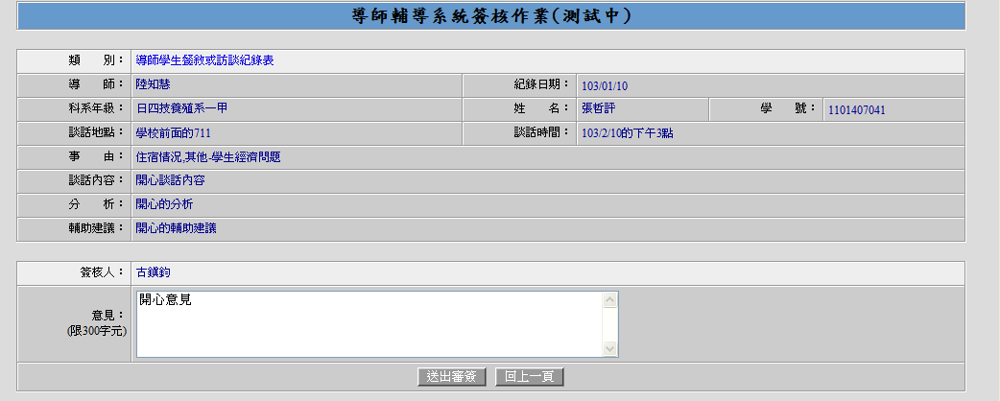 導師輔導系統簽核作業(測試中)
類　別： 導師學生餐敘或訪談紀錄表
導　師： 陸知慧 紀錄日期： 103/01/10
科系年級： 日四技養殖系一甲 姓　名： 張哲評 學　號： 1101407041
談話地點： 學校前面的711 談話時間： 103/2/10的下午3點
事　由： 住宿情況,其他-學生經濟問題
談話內容： 開心談話內容
分　析： 開心的分析
輔助建議： 開心的輔助建議
簽核人： 古鎮鈞
開心意見
意見：
(限300字元)
送出審簽 回上一頁